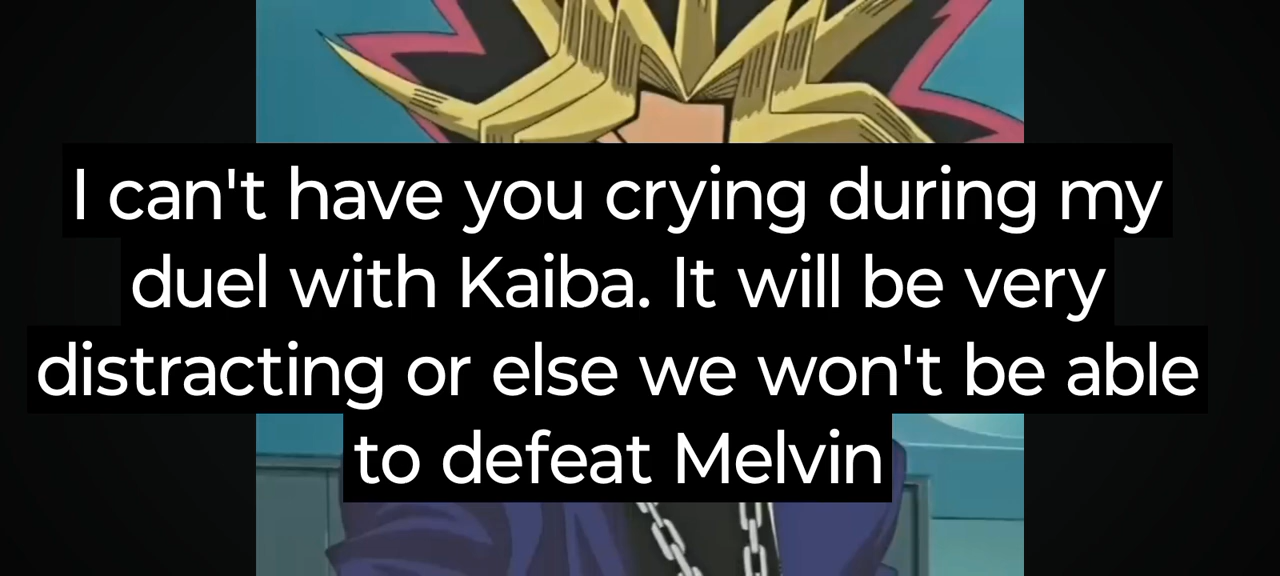 I can't have you crying during my
duel with Kaiba. It will be very
distracting or else we won't be able
to defeat Melvin